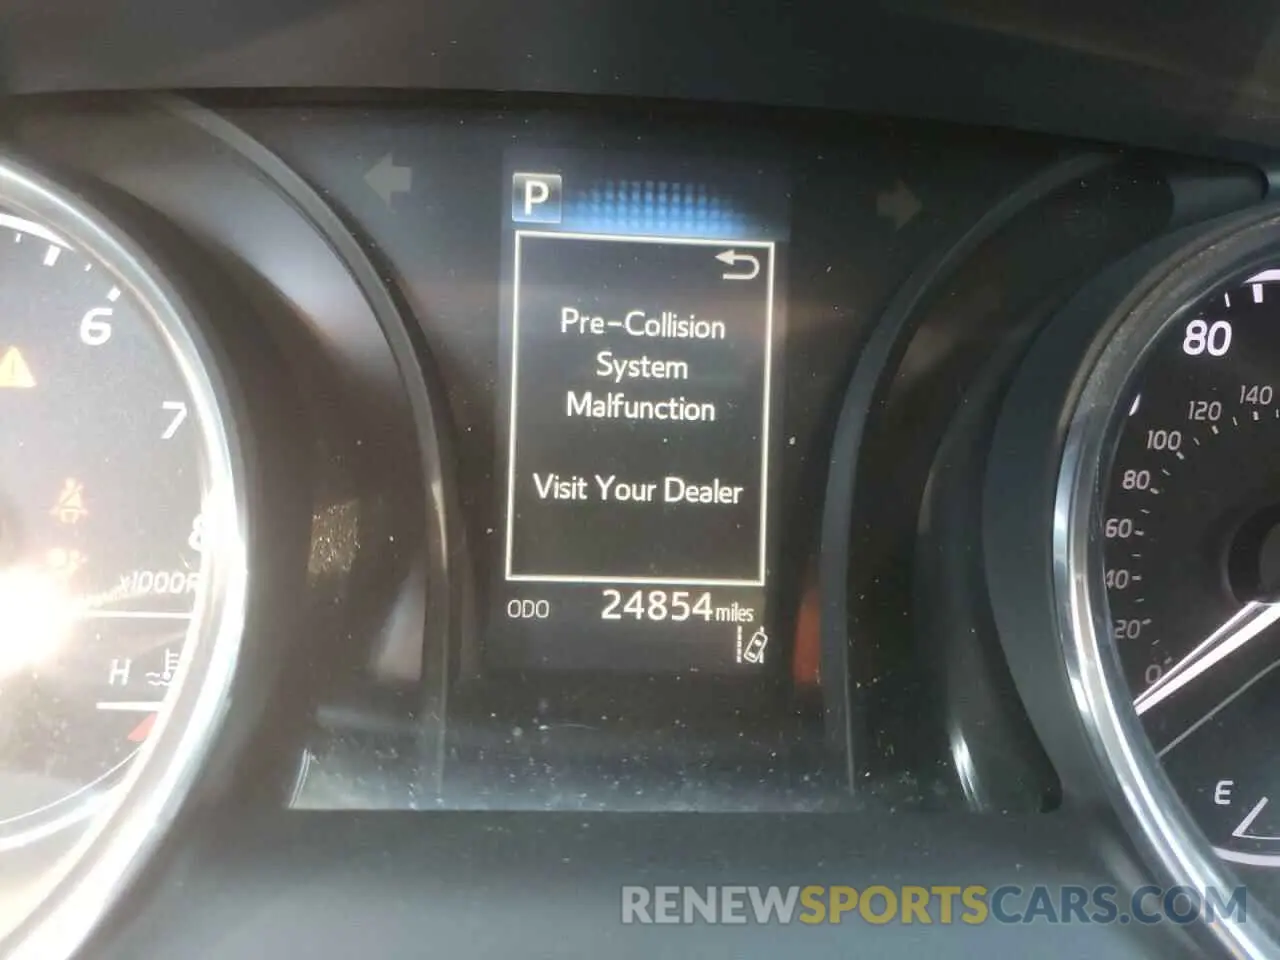 P
Pre-Collision
System
Malfunction
Visit Your Dealer
ODO 24854 miles
6
7
8
x1000R
H
80
140
120
100
80
60
40
20
0
E
RENEWSPORTSCARS.COM